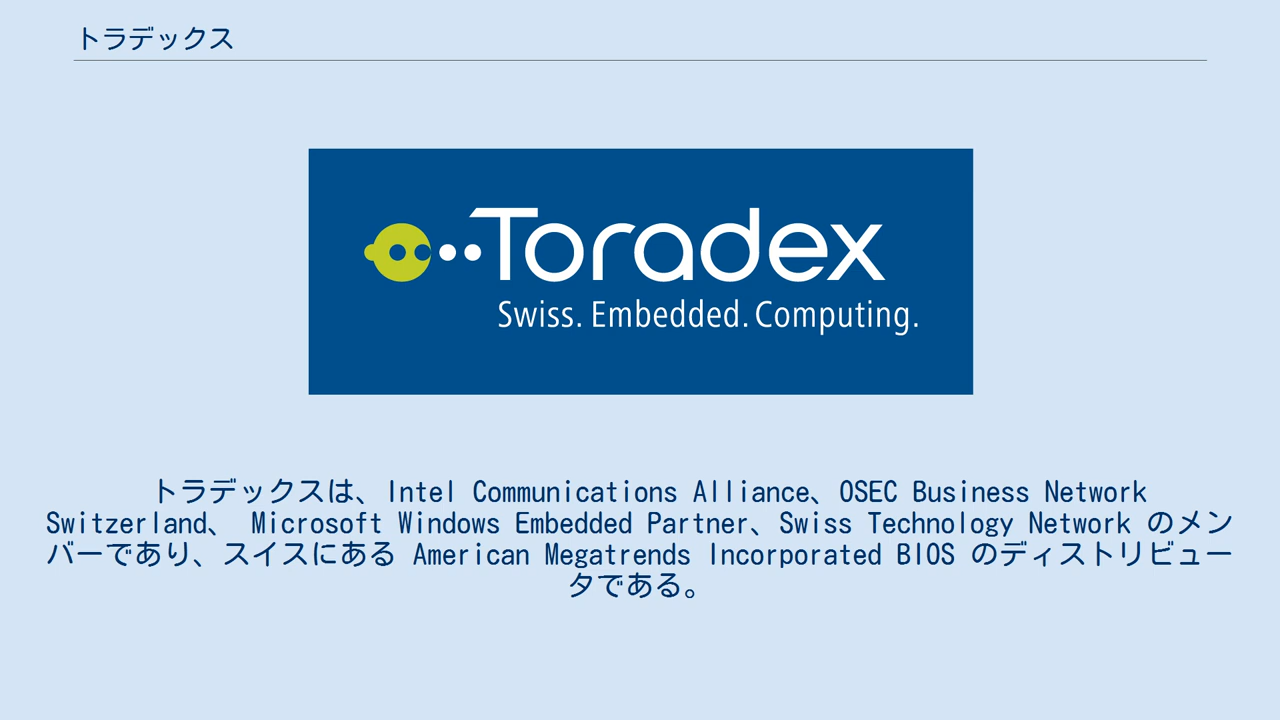 トラデックス
Toradex
Swiss. Embedded. Computing.
トラデックスは、Intel Communications Alliance、OSEC Business Network
Switzerland、 Microsoft Windows Embedded Partner、Swiss Technology Network のメン
バーであり、スイスにある American Megatrends Incorporated BIOS のディストリビュー
タである。